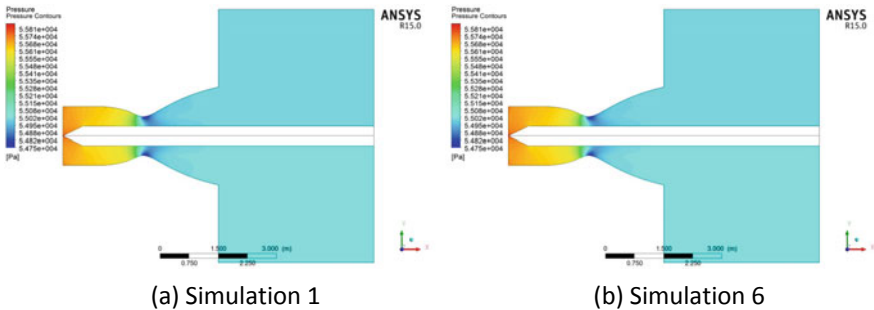 Pressure
Pressure Contours
5.581e+004
5.574e+004
5.568e+004
5.561e+004
5.554e+004
5.548e+004
5.541e+004
5.535e+004
5.528e+004
5.521e+004
5.515e+004
5.508e+004
5.502e+004
5.495e+004
5.488e+004
5.482e+004
5.475e+004
[Pa]
ANSYS
R15.0
0 1.500 3.000 (m)
0.750 2.250
Y
X
(a) Simulation 1
Pressure
Pressure Contours
5.581e+004
5.574e+004
5.568e+004
5.561e+004
5.554e+004
5.548e+004
5.541e+004
5.535e+004
5.528e+004
5.521e+004
5.515e+004
5.508e+004
5.502e+004
5.495e+004
5.488e+004
5.482e+004
5.475e+004
[Pa]
ANSYS
R15.0
0 1.500 3.000 (m)
0.750 2.250
Y
X
(b) Simulation 6